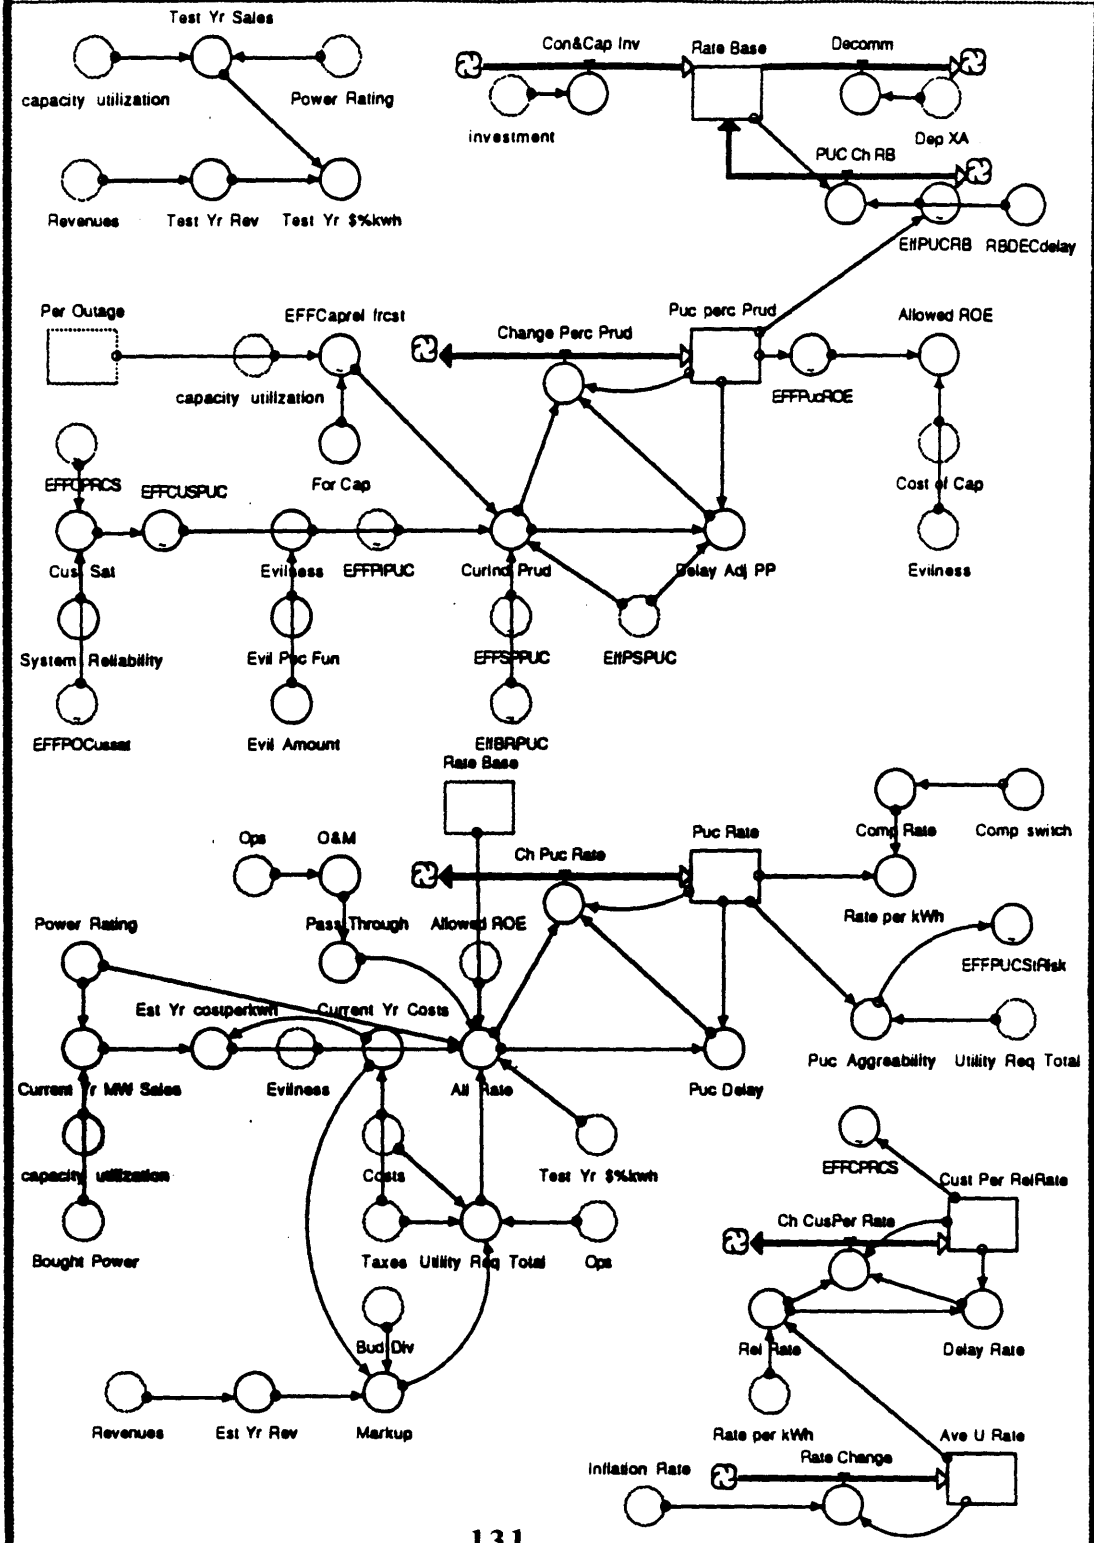 Test Yr Sales
Con&Cap Inv
Rate Base
Decomm
capacity utilization
Power Rating
investment
Dep XA
PUC Ch RB
Revenues
Test Yr Rev
Test Yr $%kwh
EffPUCRB
RBDECdelay
Per Outage
EFFCaprel frcst
Change Perc Prud
Puc perc Prud
Allowed ROE
capacity utilization
EFFPucROE
EFFCPRCS
EFFCUSPUC
For Cap
Cost of Cap
Cus Sat
Evilness
EFFPIPUC
CurInd Prud
Delay Adj PP
Evilness
System Reliability
Evil Puc Fun
EFFSPPUC
EffPSPUC
EFFPOCussat
Evil Amount
EffBRPUC
Rate Base
Ops
O&M
Ch Puc Rate
Puc Rate
Comp Rate
Comp switch
Power Rating
Pass Through
Allowed ROE
Rate per kWh
EFFPUCStRisk
Est Yr costperkwh
Current Yr Costs
Current Yr MW Sales
Evilness
All Rate
Puc Delay
Puc Aggreability
Utility Req Total
capacity utilization
Costs
Test Yr $%kwh
EFFCPRCS
Cust Per RelRate
Bought Power
Taxes
Utility Req Total
Ops
Ch CusPer Rate
Bud Div
Rel Rate
Delay Rate
Revenues
Est Yr Rev
Markup
Rate per kWh
Ave U Rate
Inflation Rate
Rate Change
131